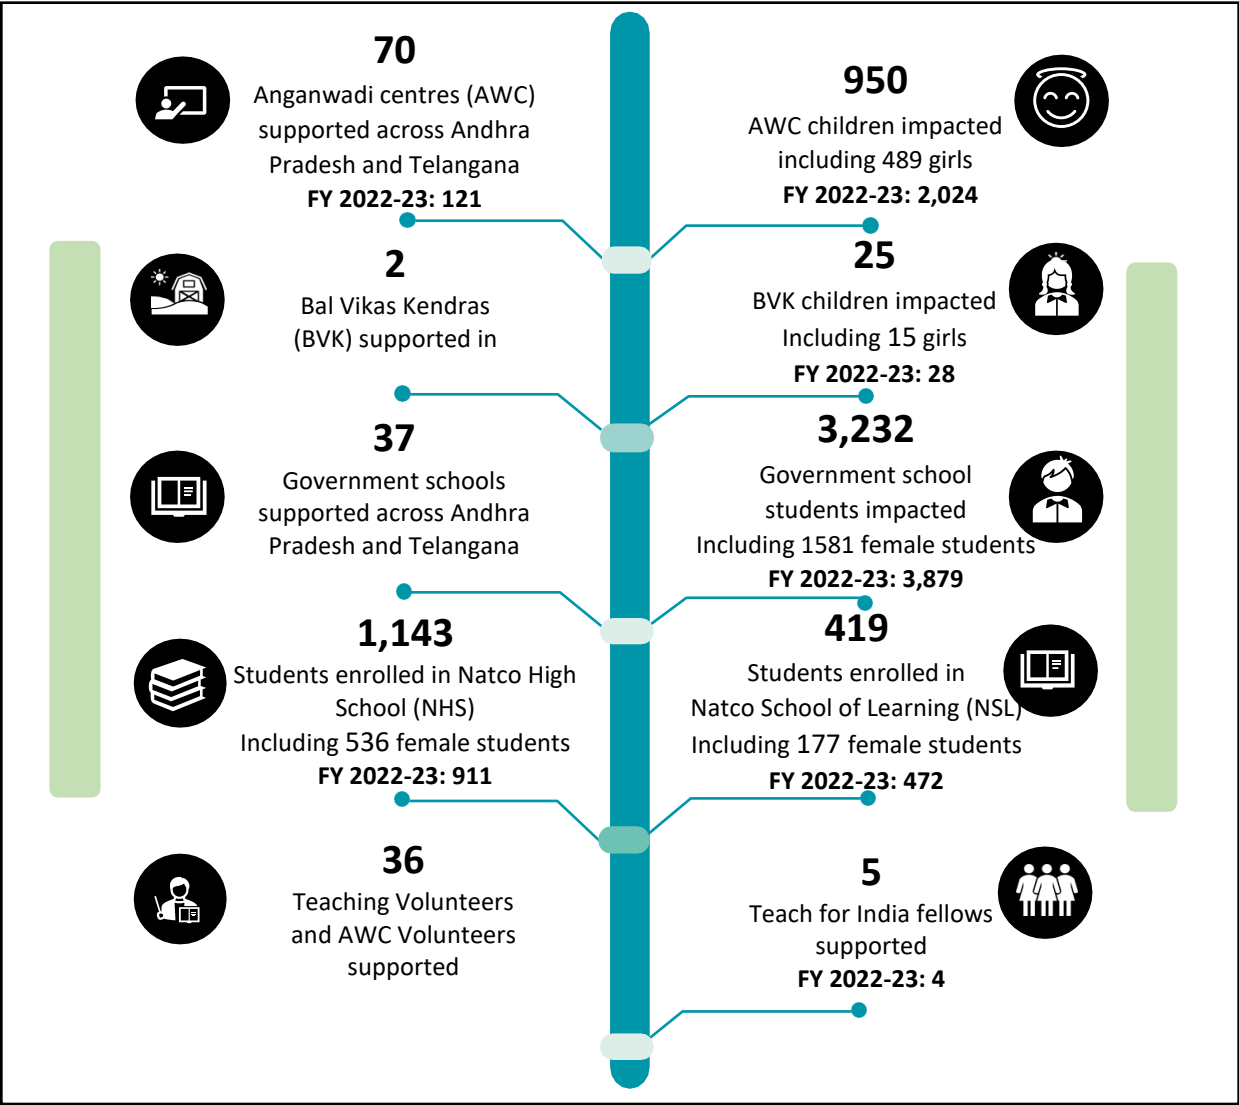 70
Anganwadi centres (AWC)
supported across Andhra
Pradesh and Telangana
FY 2022-23: 121
950
AWC children impacted
including 489 girls
FY 2022-23: 2,024
2
Bal Vikas Kendras
(BVK) supported in
25
BVK children impacted
Including 15 girls
FY 2022-23: 28
37
Government schools
supported across Andhra
Pradesh and Telangana
3,232
Government school
students impacted
Including 1581 female students
FY 2022-23: 3,879
1,143
Students enrolled in Natco High
School (NHS)
Including 536 female students
FY 2022-23: 911
419
Students enrolled in
Natco School of Learning (NSL)
Including 177 female students
FY 2022-23: 472
36
Teaching Volunteers
and AWC Volunteers
supported
5
Teach for India fellows
supported
FY 2022-23: 4